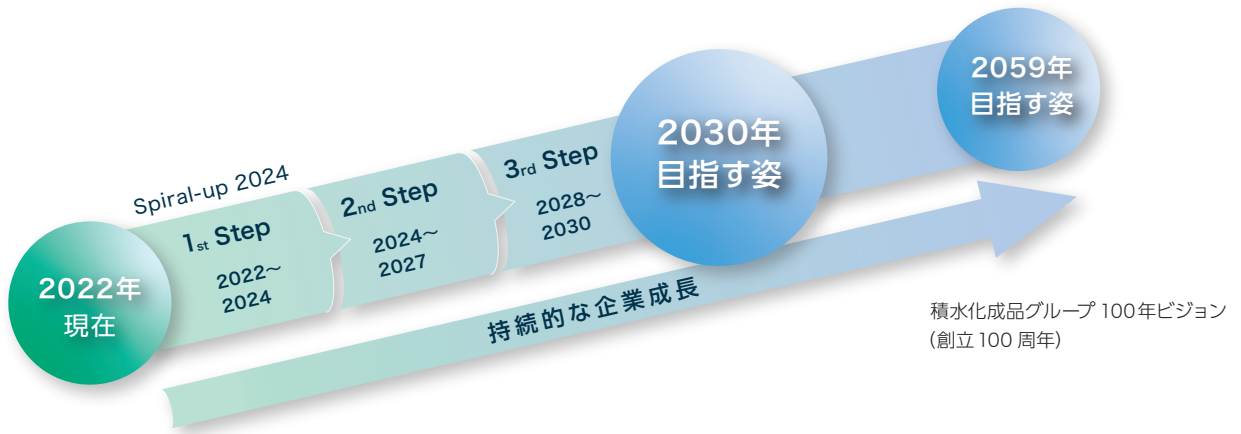 2022年
現在
Spiral-up 2024
1st Step
2022～
2024
2nd Step
2024～
2027
3rd Step
2028～
2030
2030年
目指す姿
2059年
目指す姿
持続的な企業成長
積水化成品グループ 100年ビジョン
(創立100 周年)